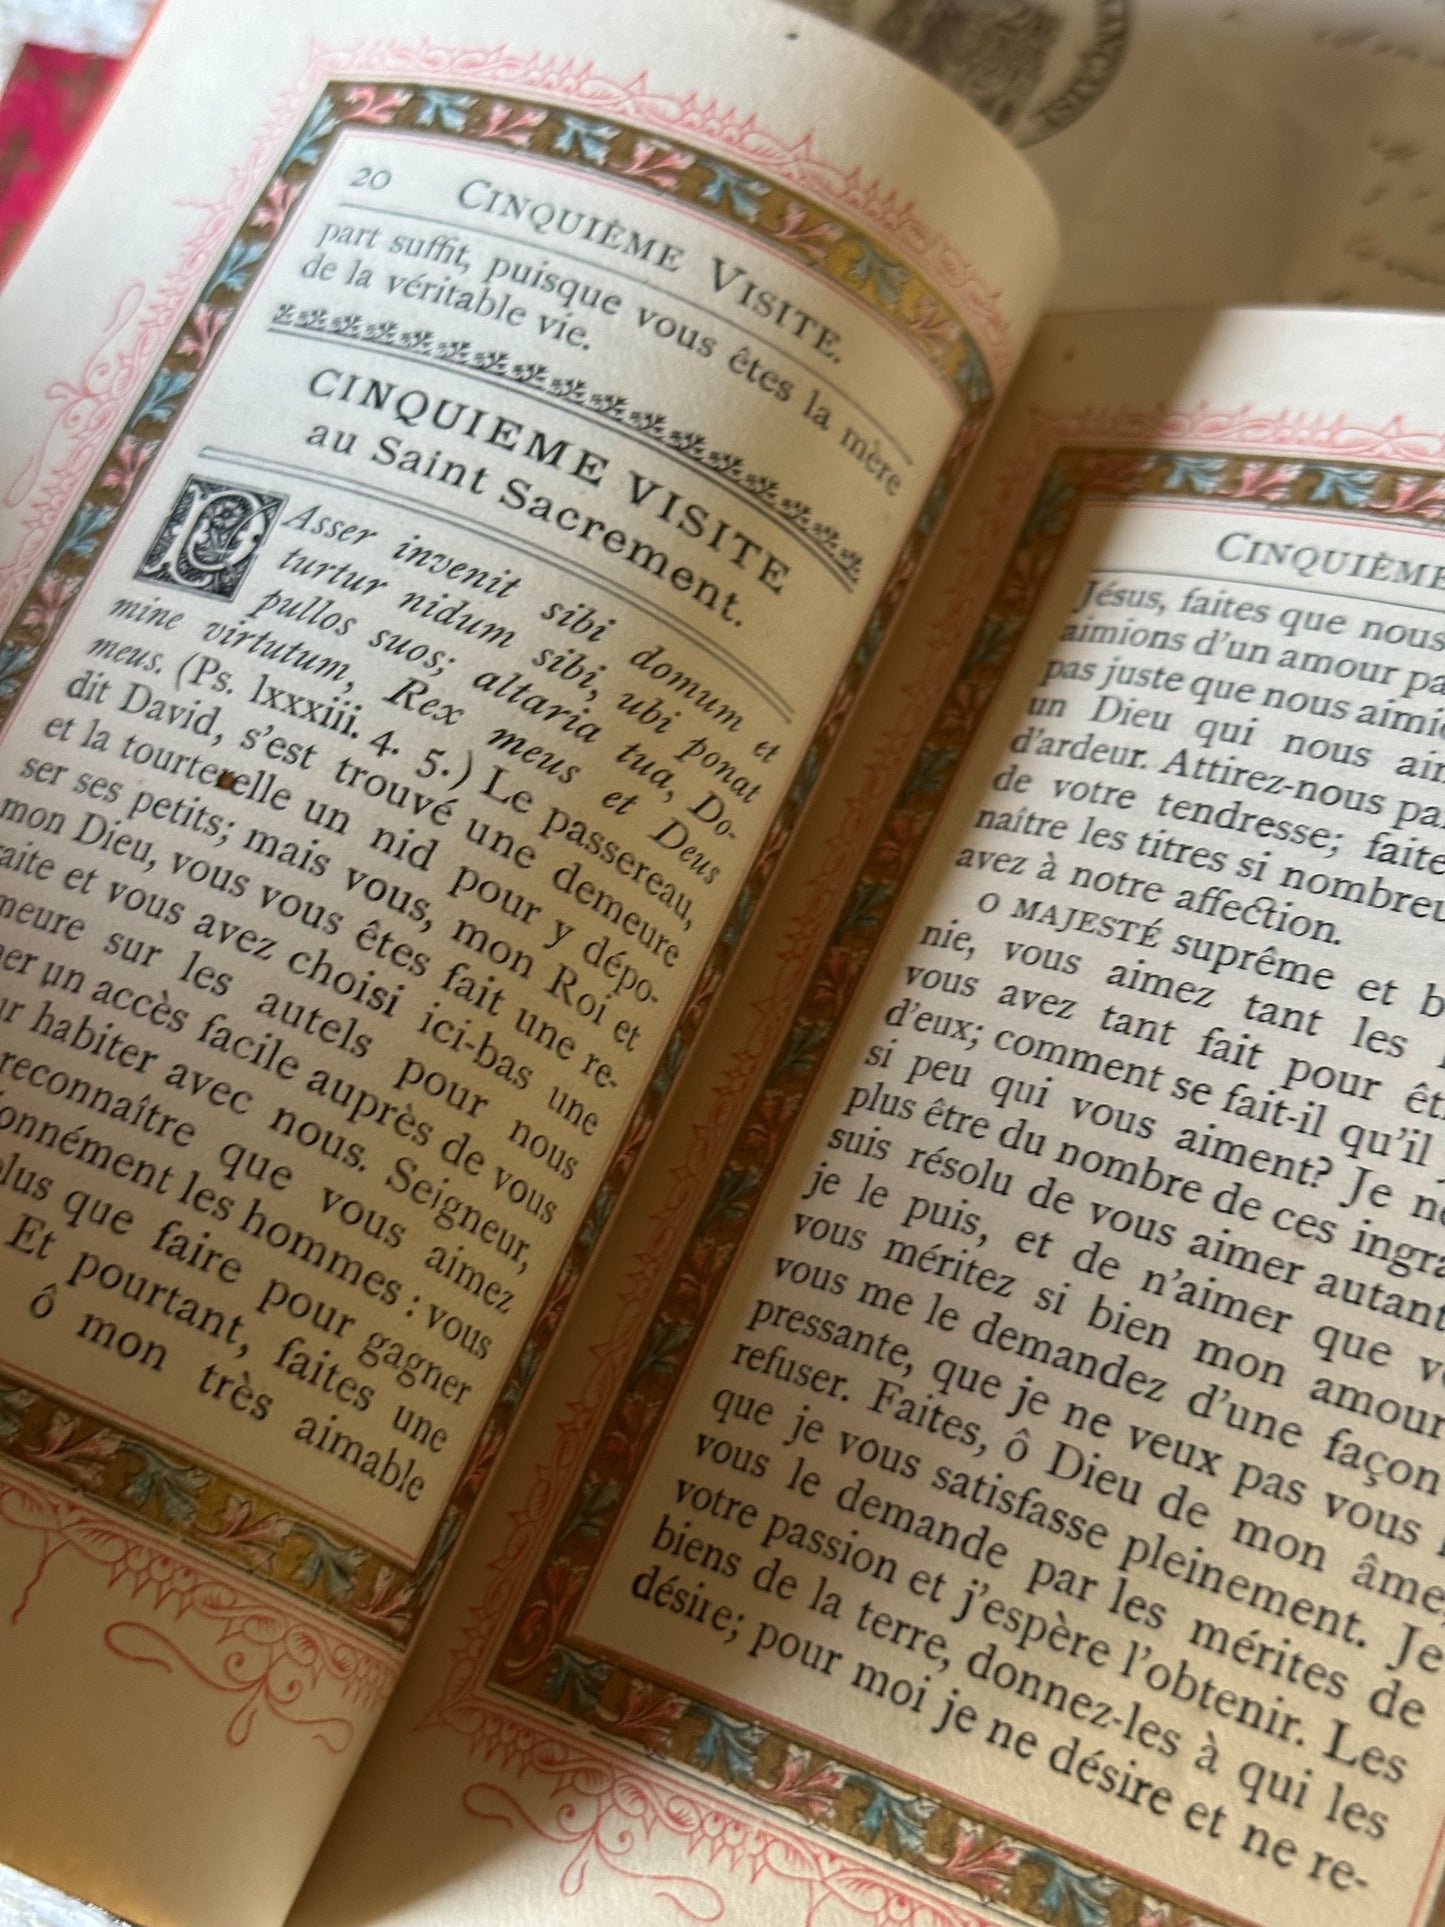 20 CINQUIÈME VISITE.
part suffit, puisque vous êtes la mère
de la véritable vie.
CINQUIEME VISITE
au Saint Sacrement.
PAsser invenit sibi domum et
turtur nidum sibi, ubi ponat
pullos suos; altaria tua, Do-
mine virtutum, Rex meus et Deus
meus. (Ps. lxxxiii. 4. 5.) Le passereau,
dit David, s'est trouvé une demeure
et la tourterelle un nid pour y dépo-
ser ses petits; mais vous, mon Roi et
mon Dieu, vous vous êtes fait une re-
et vous avez choisi ici-bas une
sur les autels pour nous
un accès facile auprès de vous
habiter avec nous. Seigneur,
reconnaître que vous aimez
les hommes : vous
que faire pour gagner
Et pourtant, faites une
ô mon très aimable
FRANÇAISE
CINQUIÈME
Jésus, faites que nous
aimions d'un amour
pas juste que nous
un Dieu qui nous
d'ardeur. Attirez-nous
de votre tendresse;
naître les titres si
avez à notre affection.
O MAJESTÉ suprême et
nie, vous aimez tant les
vous avez tant fait pour
d'eux; comment se fait-il qu'il
si peu qui vous aiment? Je
plus être du nombre de ces
suis résolu de vous aimer autant
je le puis, et de n'aimer que
vous méritez si bien mon amour
vous me le demandez d'une façon
pressante, que je ne veux pas vous
refuser. Faites, ô Dieu de mon âme,
que je vous satisfasse pleinement. Je
vous le demande par les mérites de
votre passion et j'espère l'obtenir. Les
biens de la terre, donnez-les à qui les
désire; pour moi je ne désire et ne re-